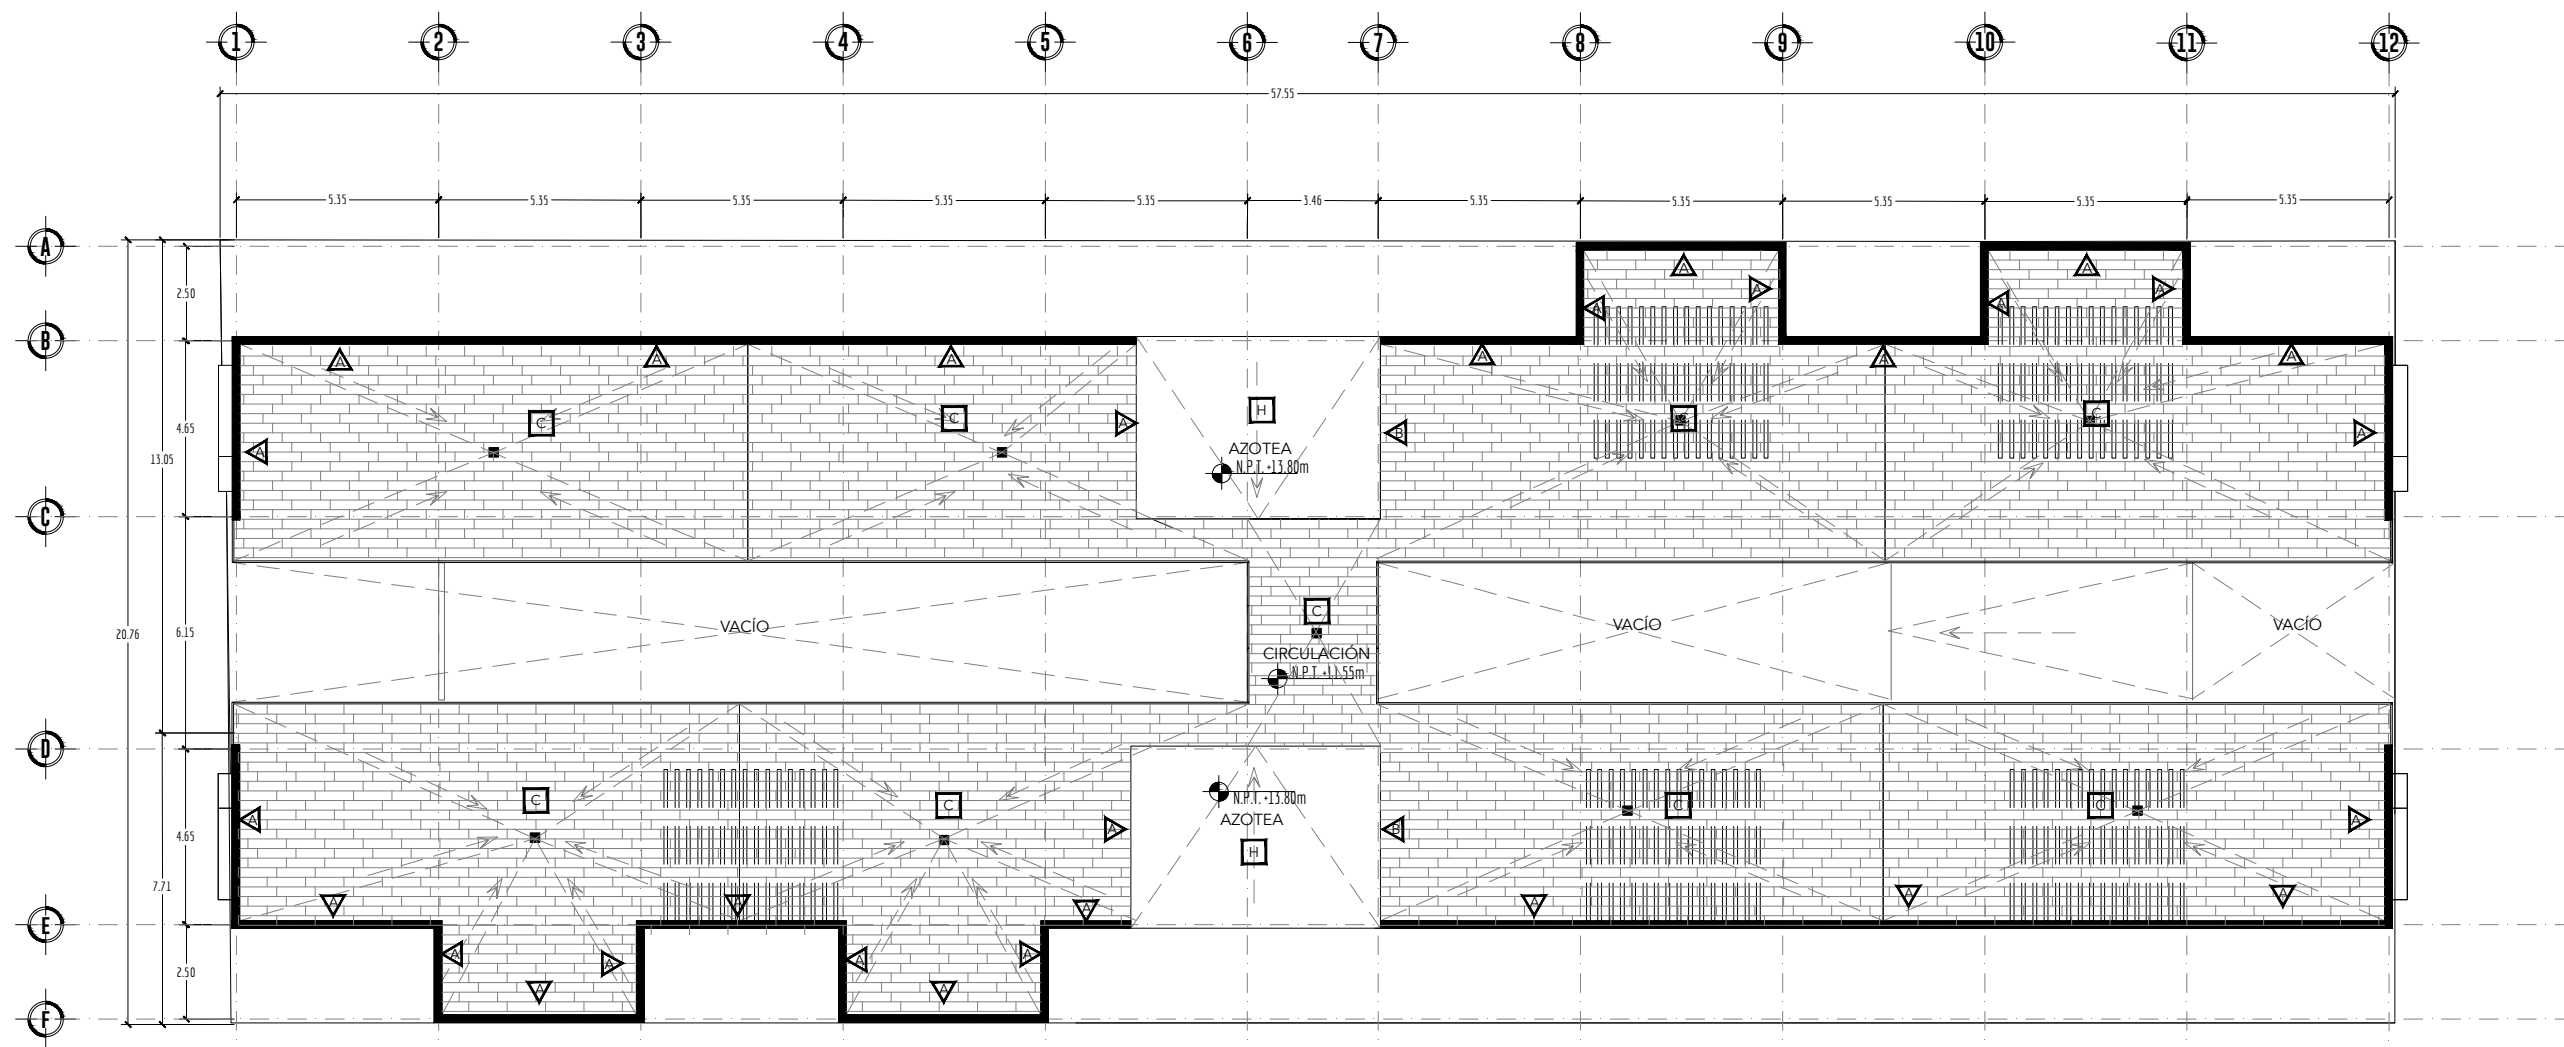 1 2 3 4 5 6 7 8 9 10 11 12
57.55
5.35 5.35 5.35 5.35 5.35 3.46 5.35 5.35 5.35 5.35 5.35
A
A A
2.50
A A A A
B
A A A A A A
C C C C
H
4.65
A B A
AZOTEA
A
13.05
N.P.T. +13.80m
C
C
VACÍO VACÍO VACÍO
20.76
6.15
CIRCULACIÓN
N.P.T. +11.55m
D
N.P.T. +13.80m
C C C C
AZOTEA
A A B A
4.65
H
7.71
A A A A A A
E
A A A A
2.50
A A
F